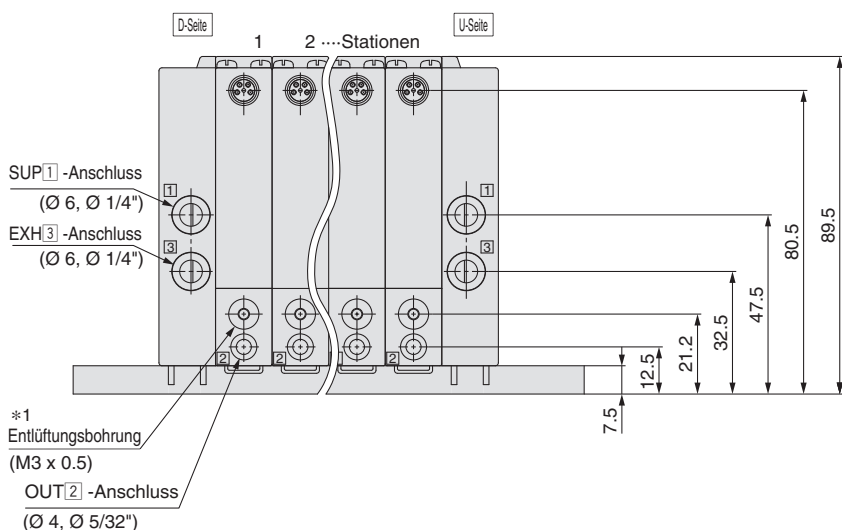 D-Seite
U-Seite
1 2 ····Stationen
SUP1 -Anschluss
(Ø 6, Ø 1/4")
EXH3 -Anschluss
(Ø 6, Ø 1/4")
1
3
1
3
2
2
2
∗1
Entlüftungsbohrung
(M3 x 0.5)
OUT2 -Anschluss
(Ø 4, Ø 5/32")
7.5
12.5
21.2
32.5
47.5
80.5
89.5